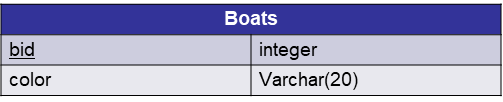 Boats
bid integer
color Varchar(20)